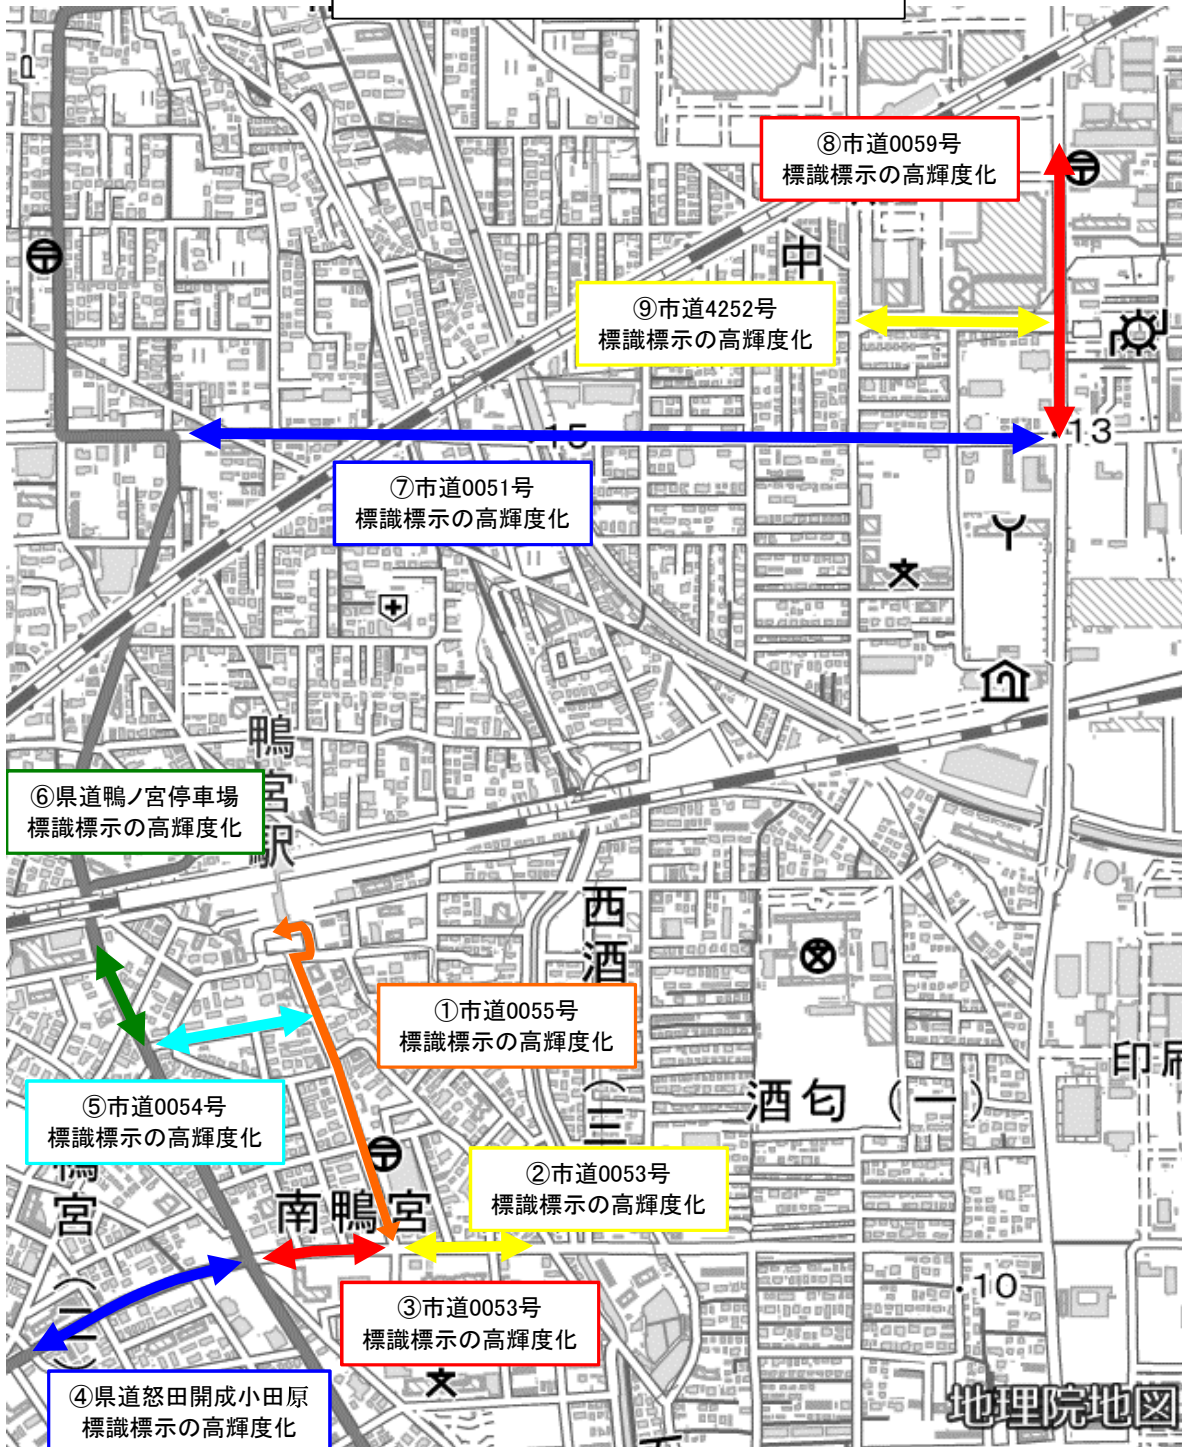 ⑧市道0059号
標識標示の高輝度化
中
⑨市道4252号
標識標示の高輝度化
15
13
⑦市道0051号
標識標示の高輝度化
鴨宮駅
⑥県道鴨ノ宮停車場
標識標示の高輝度化
西酒
(三
①市道0055号
標識標示の高輝度化
酒匂(一)
印刷
⑤市道0054号
標識標示の高輝度化
鴨宮(二)
②市道0053号
標識標示の高輝度化
南鴨宮
③市道0053号
標識標示の高輝度化
10
④県道怒田開成小田原
標識標示の高輝度化
地理院地図